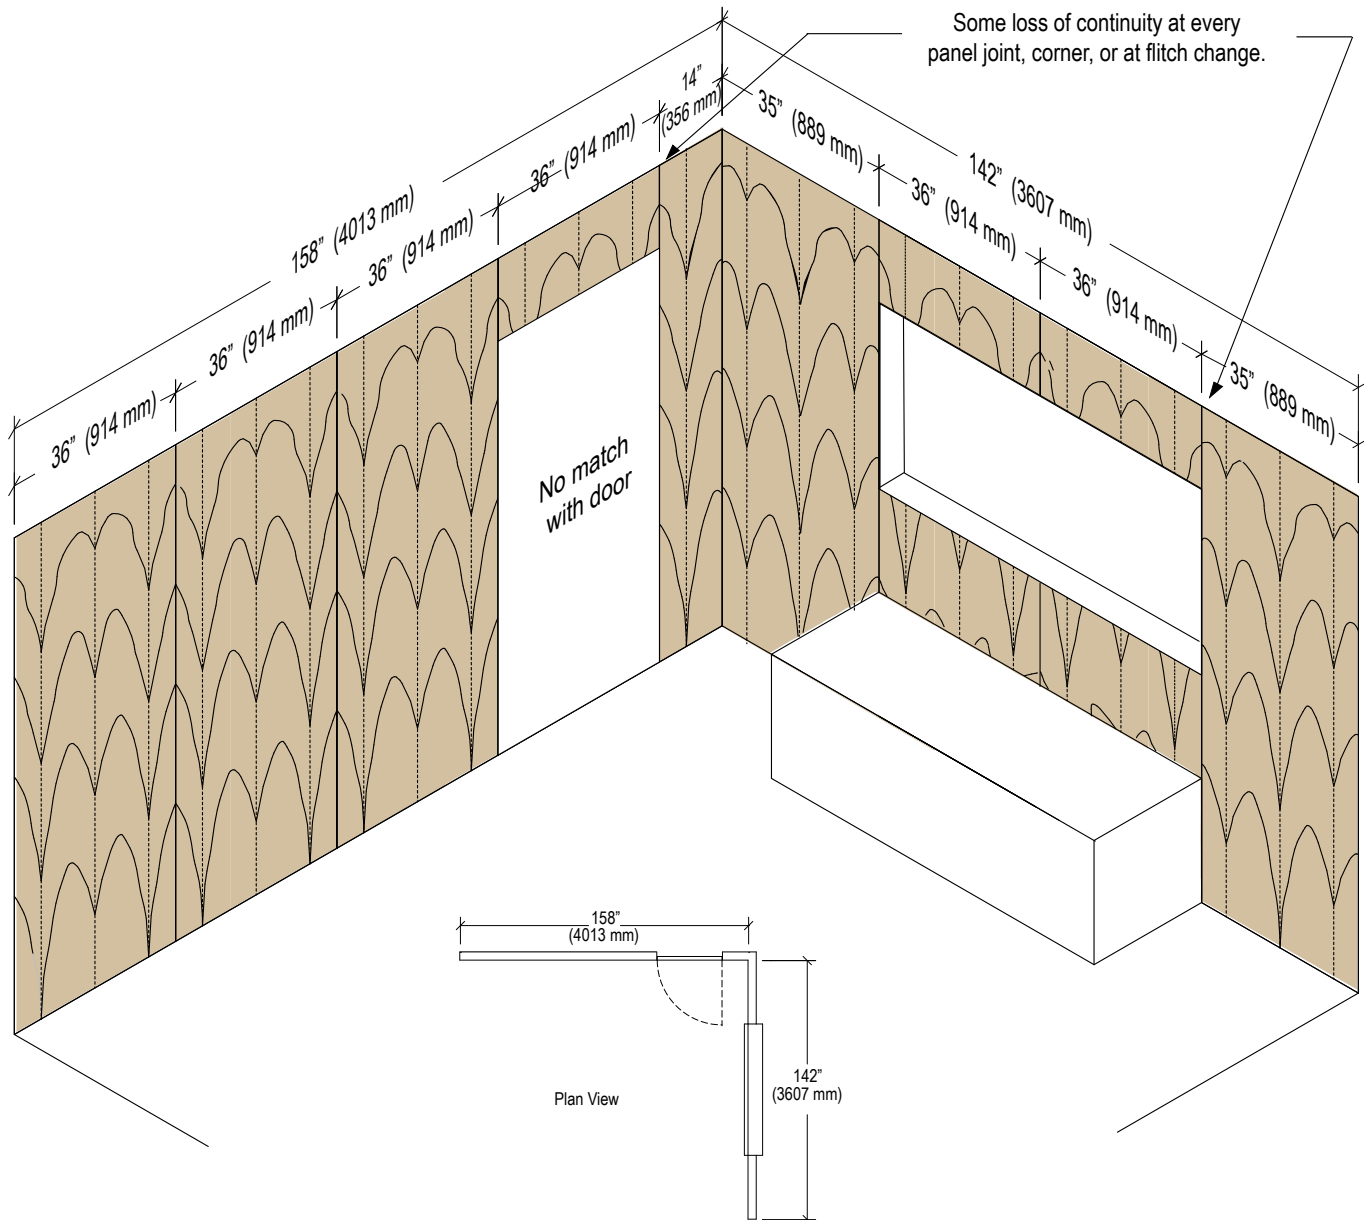 Some loss of continuity at every
panel joint, corner, or at flitch change.
14”
(356 mm)
36” (914 mm)
158” (4013 mm)
36” (914 mm)
36” (914 mm)
36” (914 mm)
35” (889 mm)
142” (3607 mm)
36” (914 mm)
36” (914 mm)
35” (889 mm)
No match
with door
158”
(4013 mm)
142”
(3607 mm)
Plan View